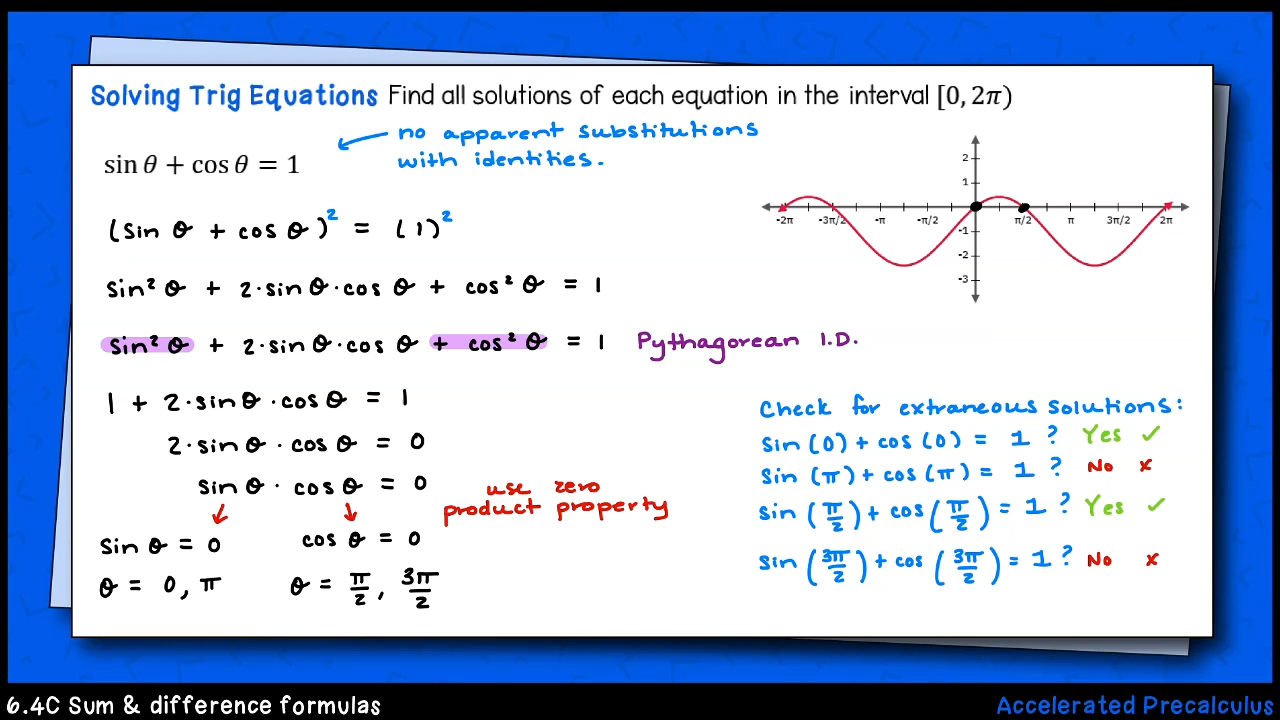 Solving Trig Equations Find all solutions of each equation in the interval [0, 2π)
no apparent substitutions
with identities.
sin θ + cos θ = 1
(sin θ + cos θ)² = (1)²
sin² θ + 2·sin θ·cos θ + cos² θ = 1
sin² θ + 2·sin θ·cos θ + cos² θ = 1 Pythagorean I.D.
1 + 2·sin θ·cos θ = 1
2·sin θ·cos θ = 0
sin θ·cos θ = 0
use zero
product property
sin θ = 0 cos θ = 0
θ = 0, π θ = π/2, 3π/2
2
1
-2π -3π/2 -π -π/2 π/2 π 3π/2 2π
-1
-2
-3
Check for extraneous solutions:
sin(0) + cos(0) = 1? Yes ✓
sin(π) + cos(π) = 1? No ×
sin(π/2) + cos(π/2) = 1? Yes ✓
sin(3π/2) + cos(3π/2) = 1? No ×
6.4C Sum & difference formulas
Accelerated Precalculus